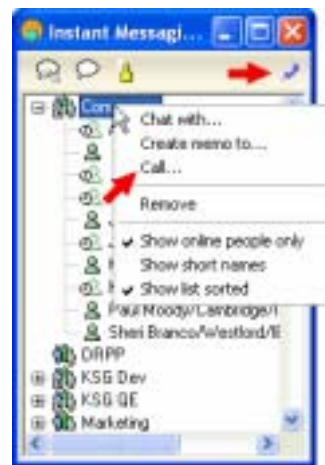 Instant Messagi...
Com
Chat with...
Create memo to...
Call...
Remove
Show online people only
Show short names
Show list sorted
Paul Moody/Cambridge/I
Sheri Branco/Westford/I
DRPP
KSG Dev
KSG QE
Marketing